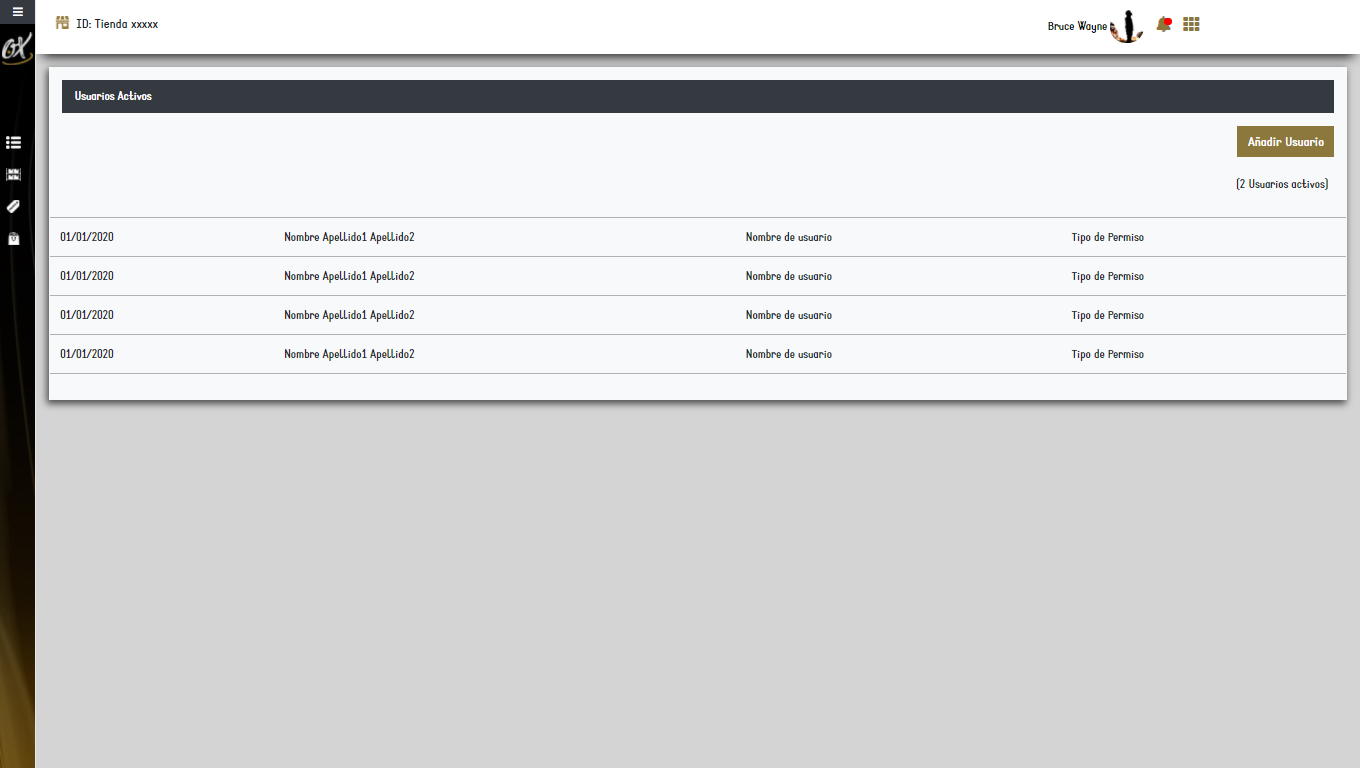 ID: Tienda xxxxx
Bruce Wayne
OX
Usuarios Activos
Añadir Usuario
(2 Usuarios activos)
01/01/2020 Nombre Apellido1 Apellido2 Nombre de usuario Tipo de Permiso
01/01/2020 Nombre Apellido1 Apellido2 Nombre de usuario Tipo de Permiso
01/01/2020 Nombre Apellido1 Apellido2 Nombre de usuario Tipo de Permiso
01/01/2020 Nombre Apellido1 Apellido2 Nombre de usuario Tipo de Permiso